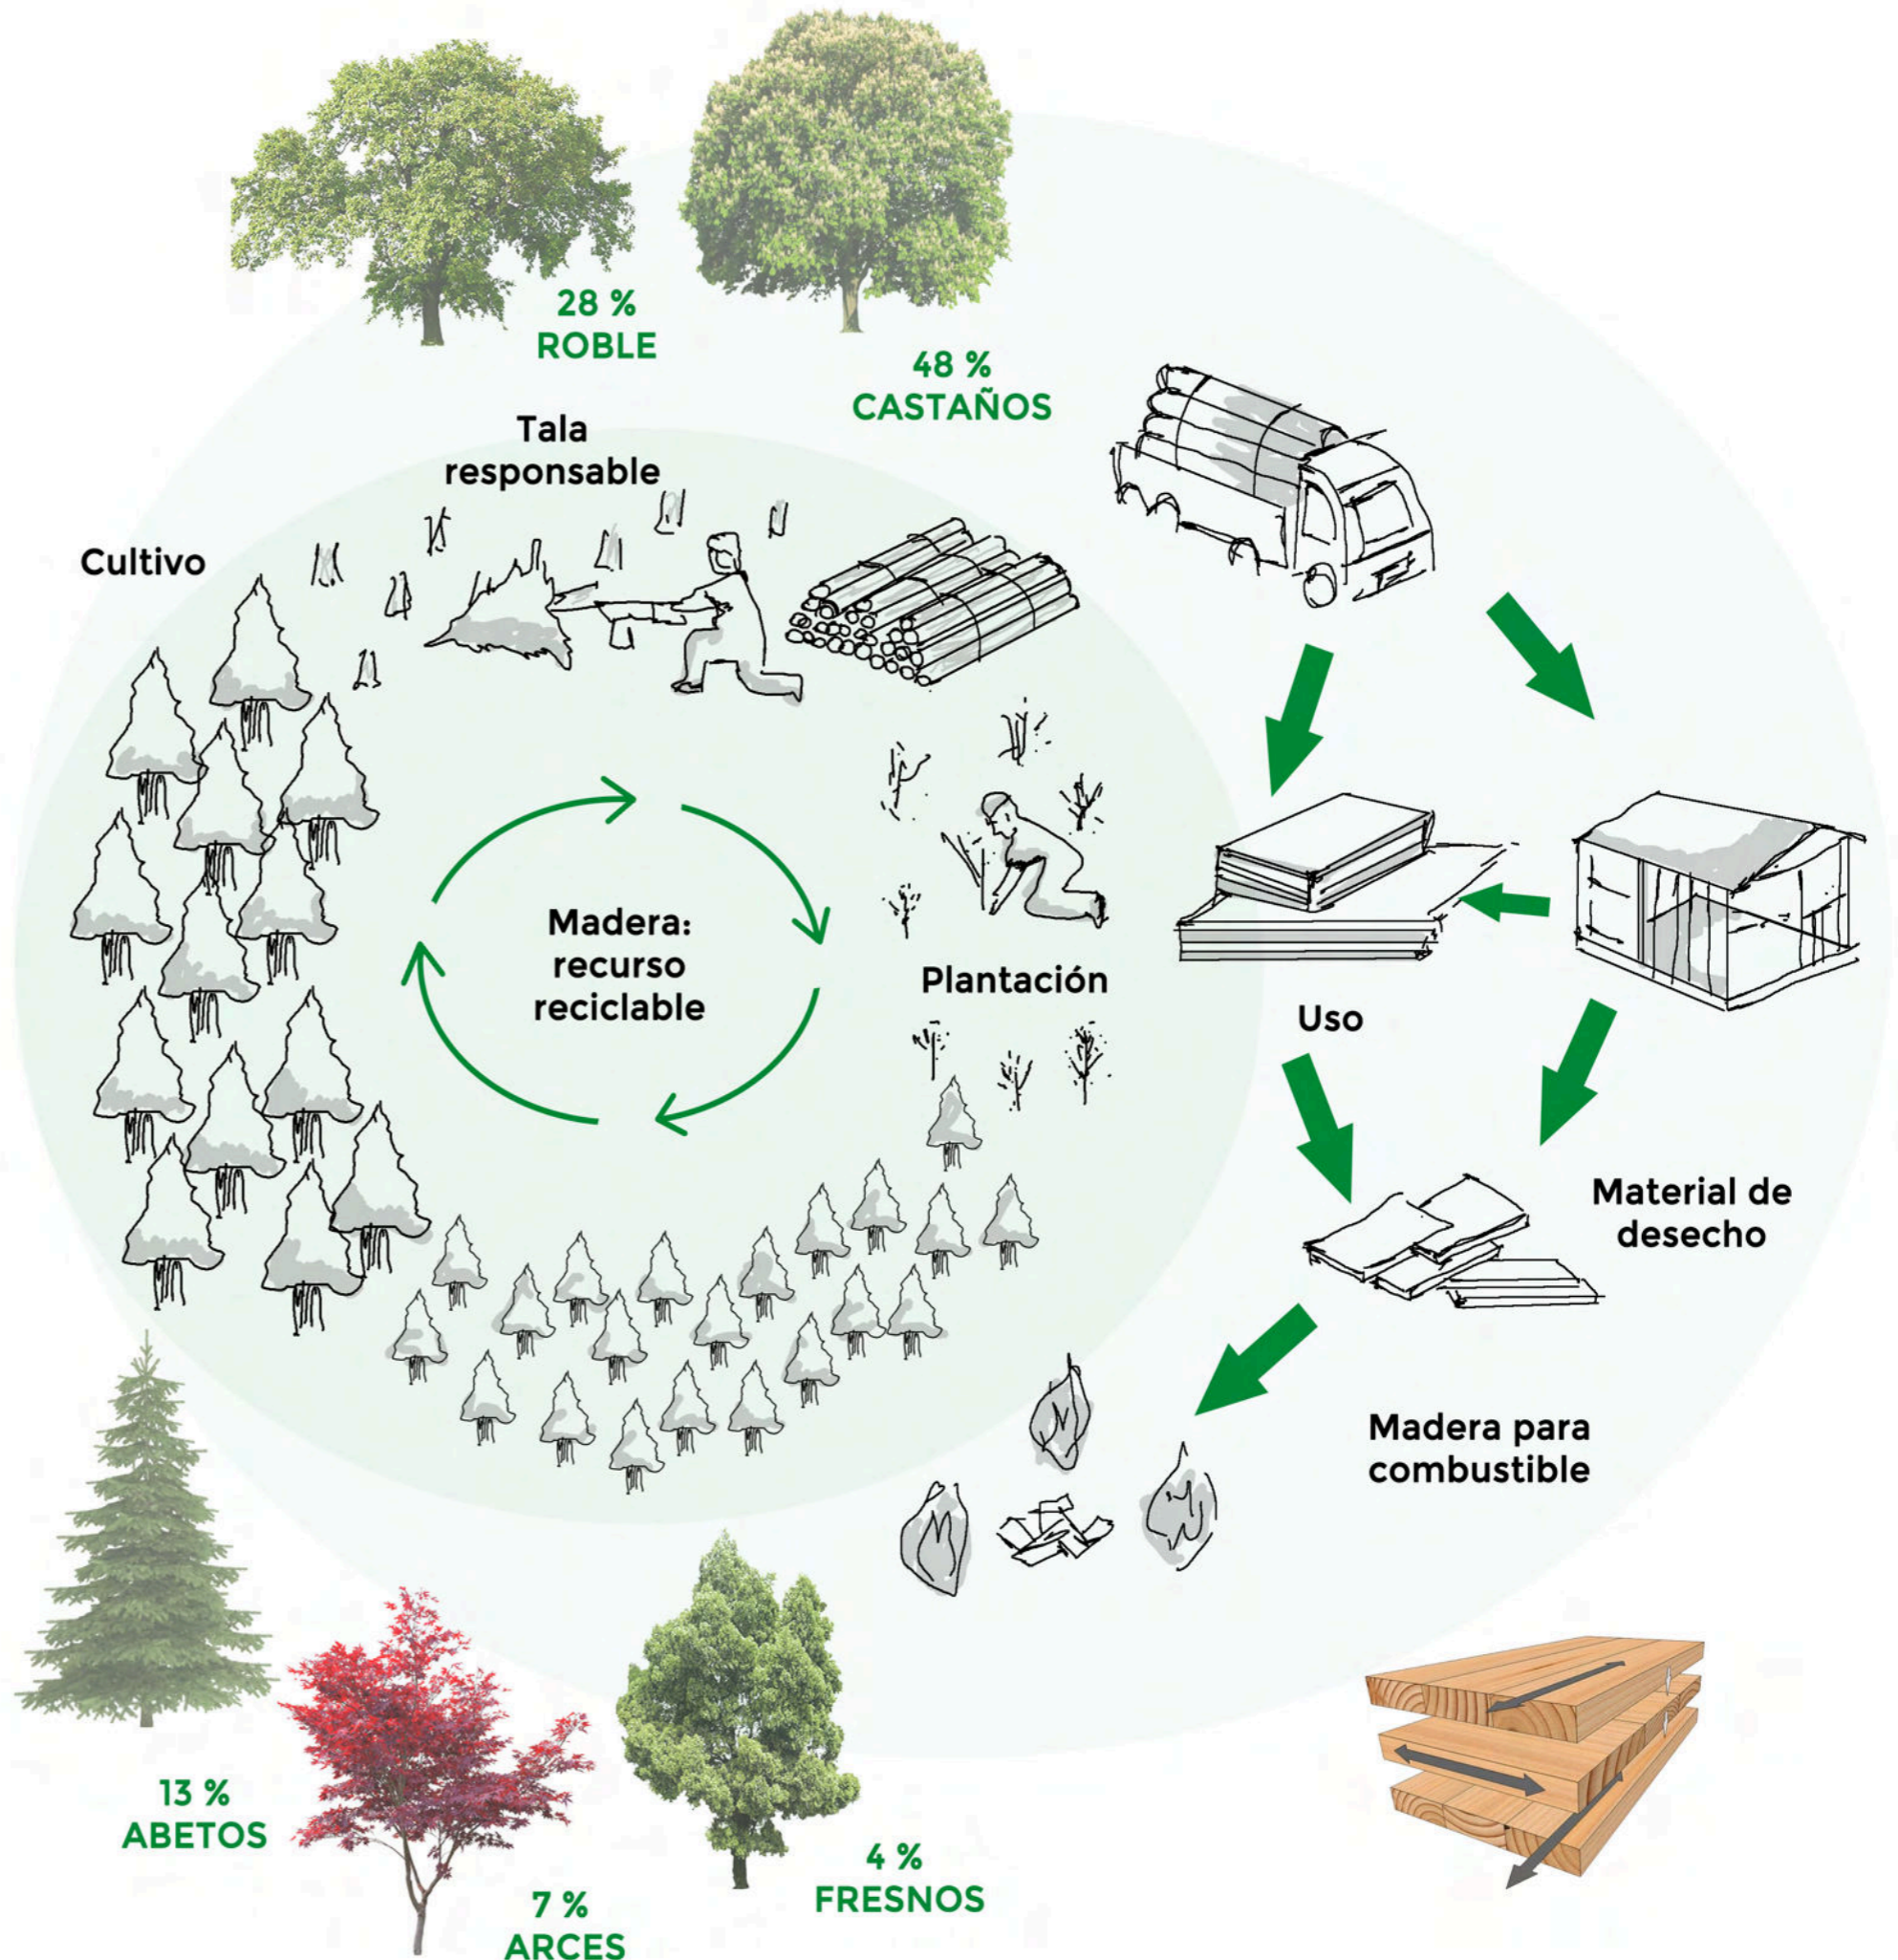 28 %
ROBLE
48 %
CASTAÑOS
Tala
responsable
Cultivo
Madera:
recurso
reciclable
Plantación
Uso
Material de
desecho
Madera para
combustible
13 %
ABETOS
7 %
ARCES
4 %
FRESNOS